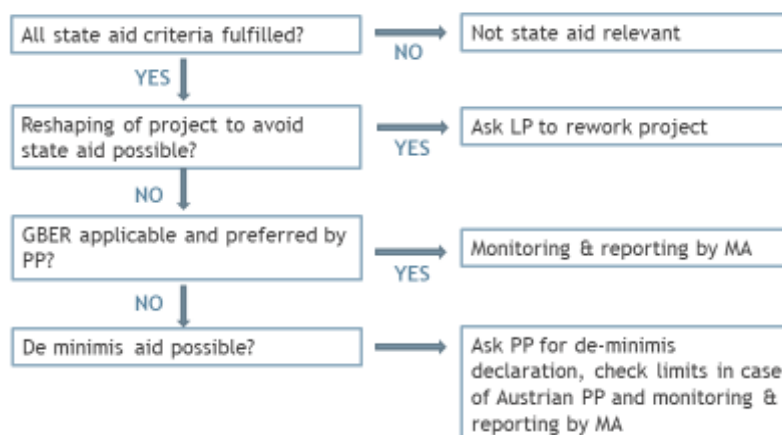 All state aid criteria fulfilled?
NO
Not state aid relevant
YES
Reshaping of project to avoid
state aid possible?
YES
Ask LP to rework project
NO
GBER applicable and preferred by
PP?
YES
Monitoring & reporting by MA
NO
De minimis aid possible?
Ask PP for de-minimis
declaration, check limits in case
of Austrian PP and monitoring &
reporting by MA